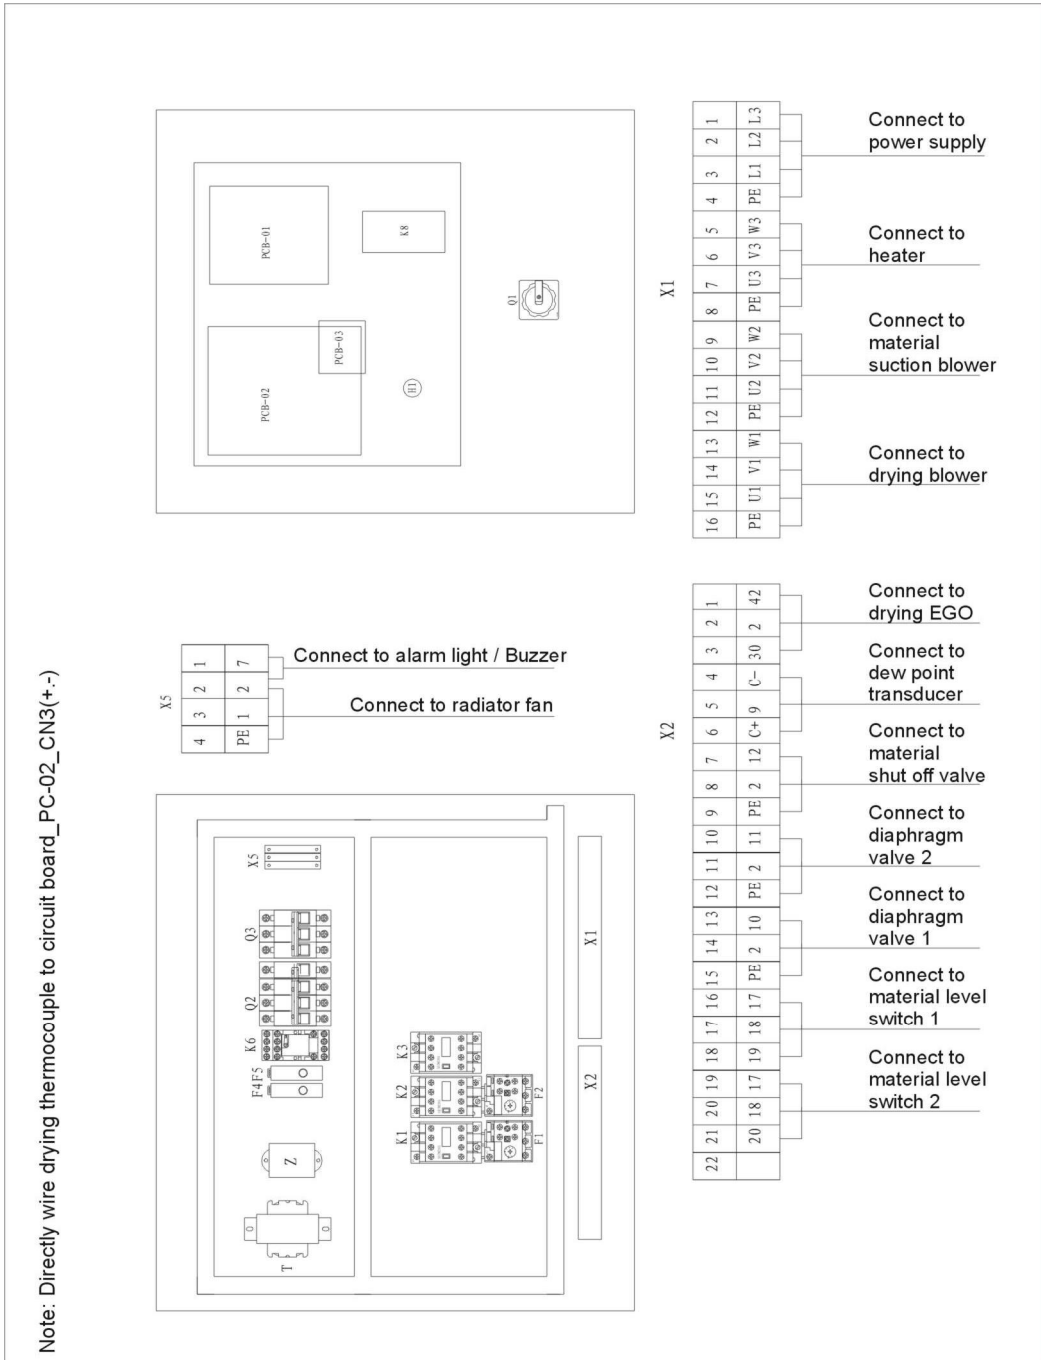 PCB-01
K8
Q1
PCB-03
PCB-02
H1
X1
1 L3
2 L2
3 L1
4 PE
5 W3
6 V3
7 U3
8 PE
9 W2
10 V2
11 U2
12 PE
13 W1
14 V1
15 U1
16 PE
Connect to
power supply
Connect to
heater
Connect to
material
suction blower
Connect to
drying blower
X5
1 7
2 2
3 1
4 PE
Connect to alarm light / Buzzer
Connect to radiator fan
X2
1 42
2 2
3 30
4 C-
5 9
6 C+
7 12
8 2
9 PE
10 11
11 2
12 PE
13 10
14 2
15 PE
16 17
17 18
18 19
19 17
20 18
21 20
22
Connect to
drying EGO
Connect to
dew point
transducer
Connect to
material
shut off valve
Connect to
diaphragm
valve 2
Connect to
diaphragm
valve 1
Connect to
material level
switch 1
Connect to
material level
switch 2
X5
Q3
Q2
K6
F4F5
Z
T
K3
K2
K1
F2
F1
X1
X2
Note: Directly wire drying thermocouple to circuit board_PC-02_CN3(+.-)